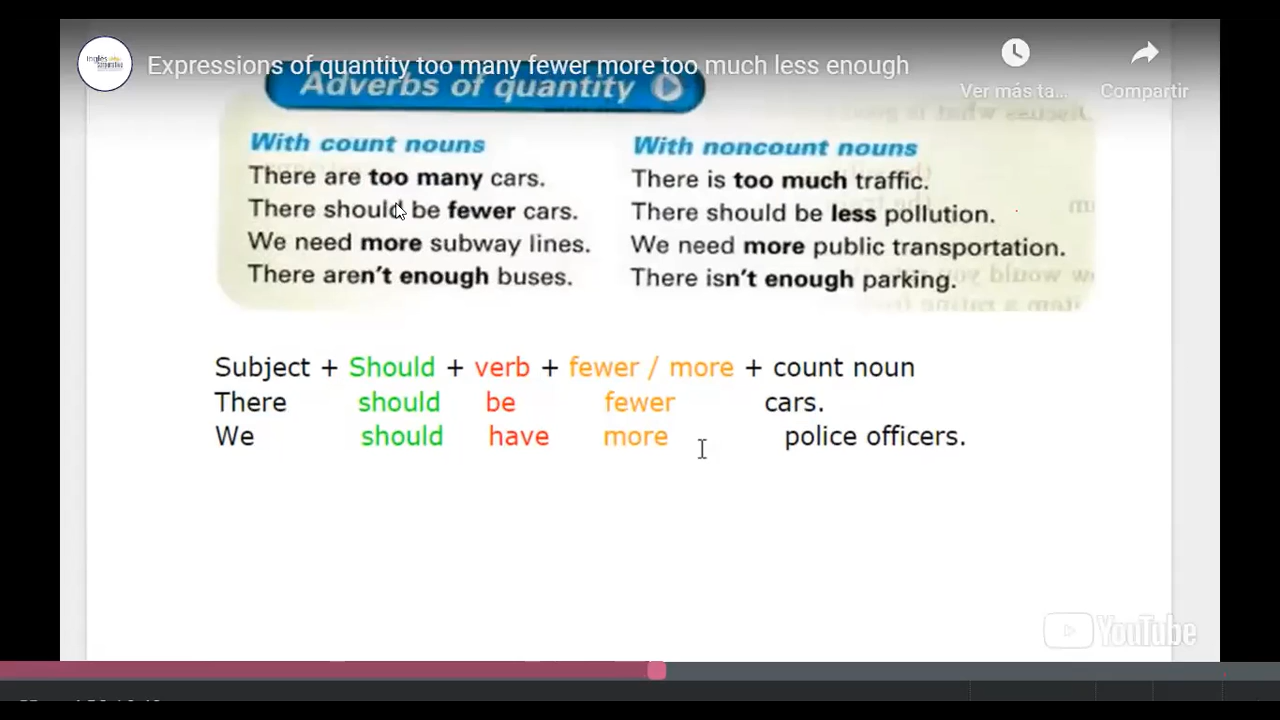 Expressions of quantity too many fewer more too much less enough
Ver más ta...
Compartir
Adverbs of quantity
With count nouns
There are too many cars.
There should be fewer cars.
We need more subway lines.
There aren't enough buses.
With noncount nouns
There is too much traffic.
There should be less pollution.
We need more public transportation.
There isn't enough parking.
Subject + Should + verb + fewer / more + count noun
There should be fewer cars.
We should have more police officers.
YouTube